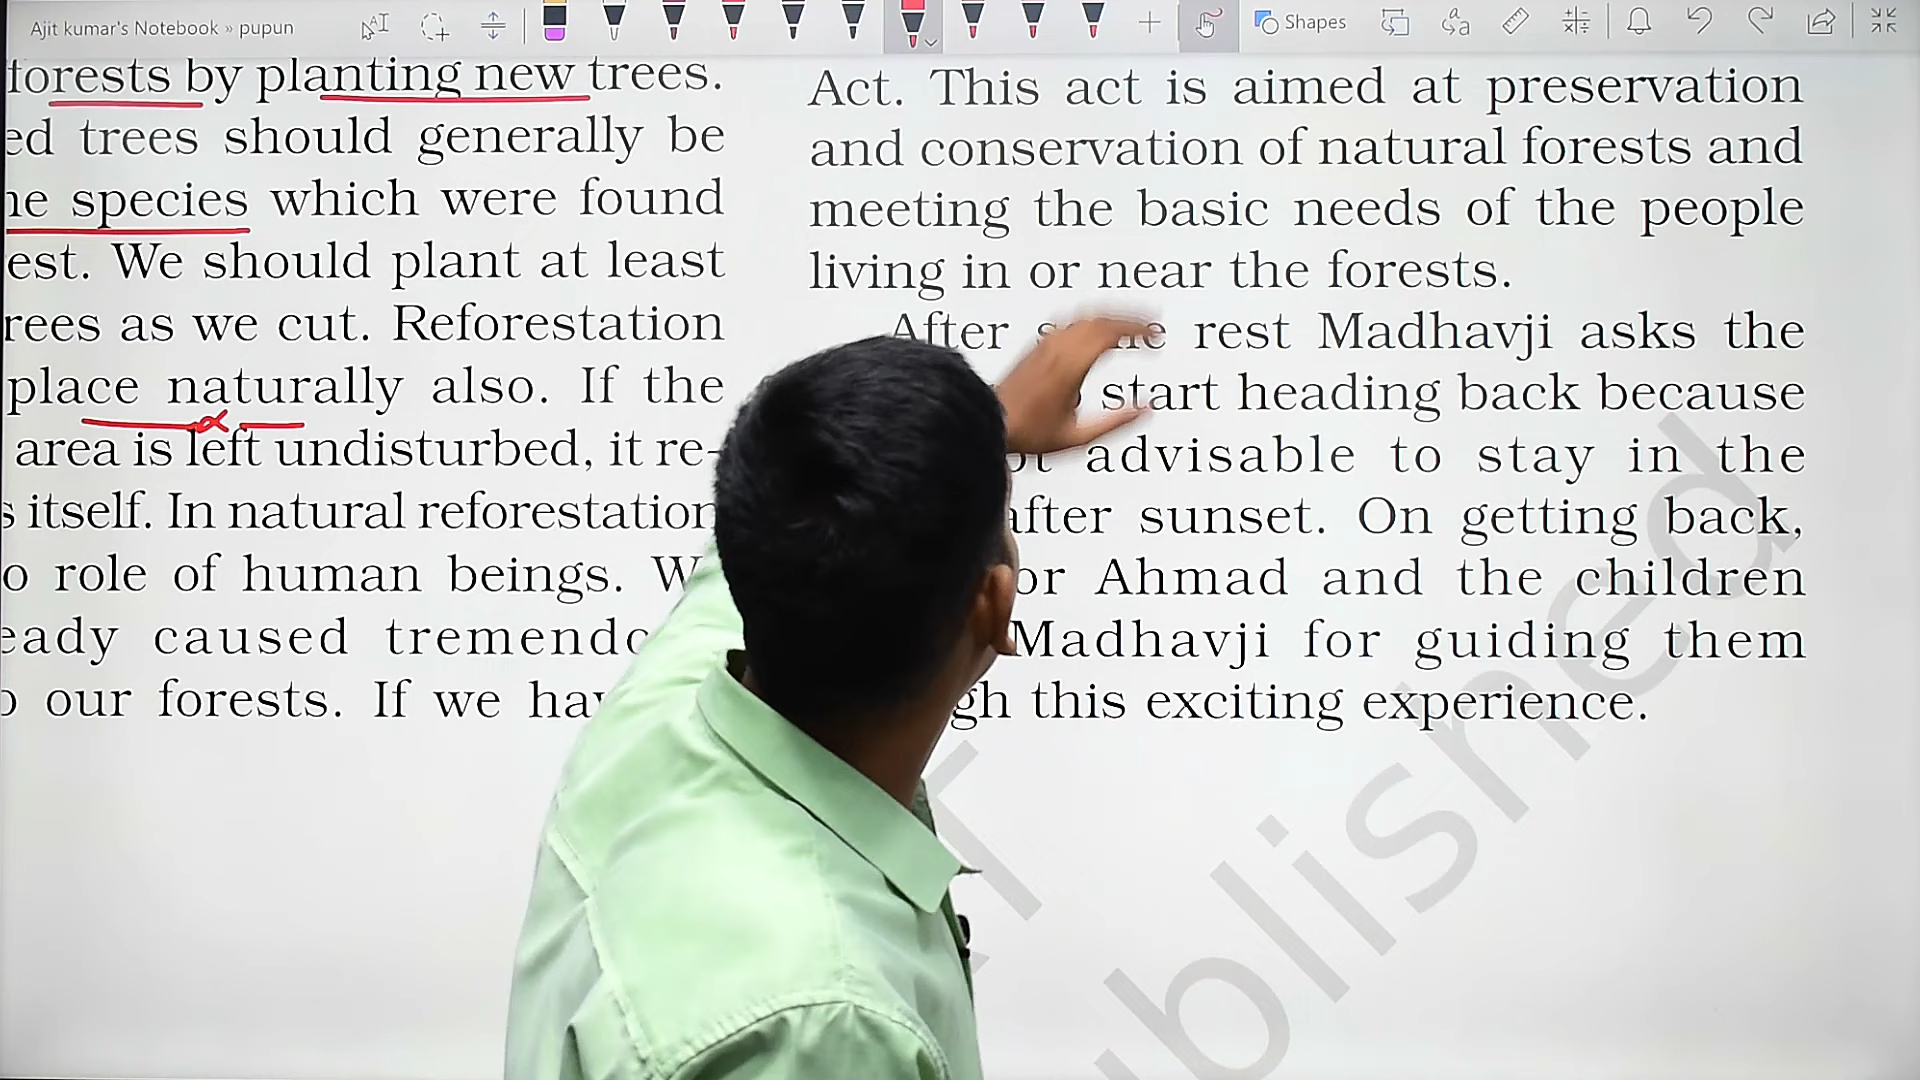 Ajit kumar's Notebook » pupun
Shapes
forests by planting new trees.
ed trees should generally be
species which were found
est. We should plant at least
rees as we cut. Reforestation
place naturally also. If the
area is left undisturbed, it re-
s itself. In natural reforestation
o role of human beings. W
eady caused tremendo
our forests. If we hav
Act. This act is aimed at preservation
and conservation of natural forests and
meeting the basic needs of the people
living in or near the forests.
After some rest Madhavji asks the
start heading back because
advisable to stay in the
after sunset. On getting back,
or Ahmad and the children
Madhavji for guiding them
gh this exciting experience.
blished